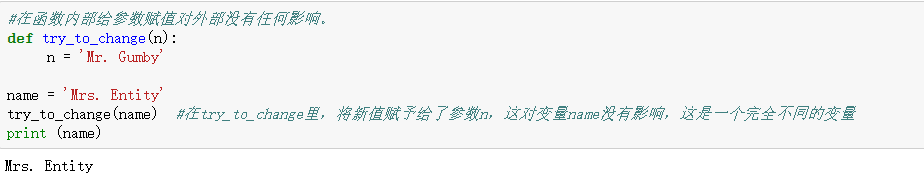 #在函数内部给参数赋值对外部没有任何影响。
def try_to_change(n):
    n = 'Mr. Gumby'
name = 'Mrs. Entity'
try_to_change(name)  #在try_to_change里，将新值赋予给了参数n，这对变量name没有影响，这是一个完全不同的变量
print (name)
Mrs. Entity